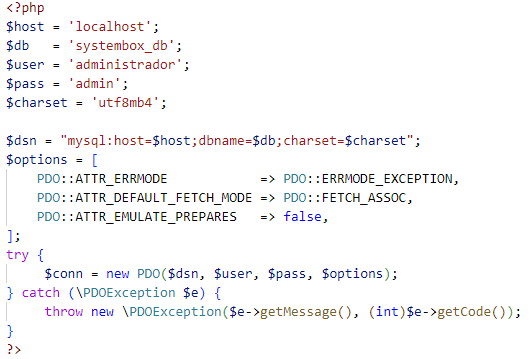 <?php
$host = 'localhost';
$db   = 'systembox_db';
$user = 'administrador';
$pass = 'admin';
$charset = 'utf8mb4';

$dsn = "mysql:host=$host;dbname=$db;charset=$charset";
$options = [
    PDO::ATTR_ERRMODE            => PDO::ERRMODE_EXCEPTION,
    PDO::ATTR_DEFAULT_FETCH_MODE => PDO::FETCH_ASSOC,
    PDO::ATTR_EMULATE_PREPARES   => false,
];
try {
     $conn = new PDO($dsn, $user, $pass, $options);
} catch (\PDOException $e) {
     throw new \PDOException($e->getMessage(), (int)$e->getCode());
}
?>